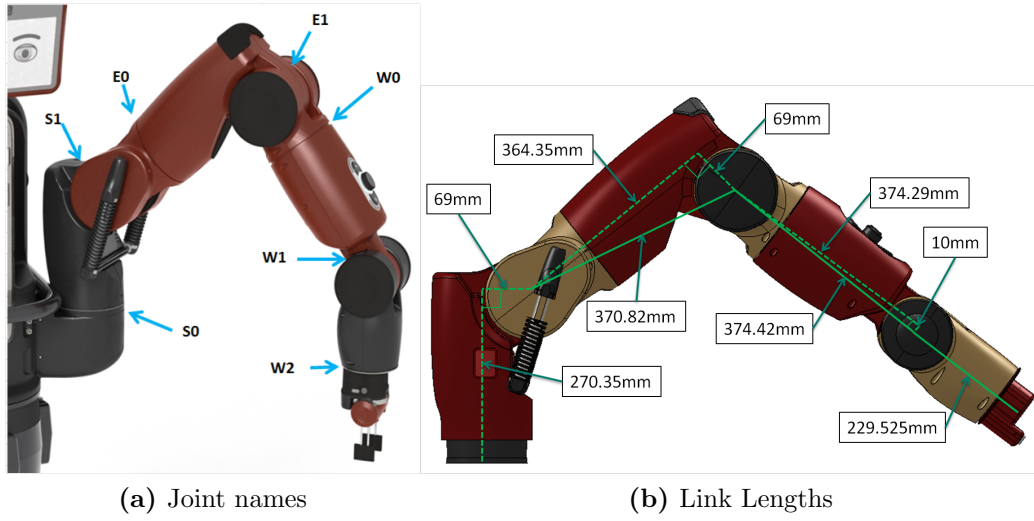 E1
E0
W0
S1
W1
S0
W2
69mm
364.35mm
374.29mm
69mm
10mm
370.82mm
374.42mm
270.35mm
229.525mm
(a) Joint names
(b) Link Lengths